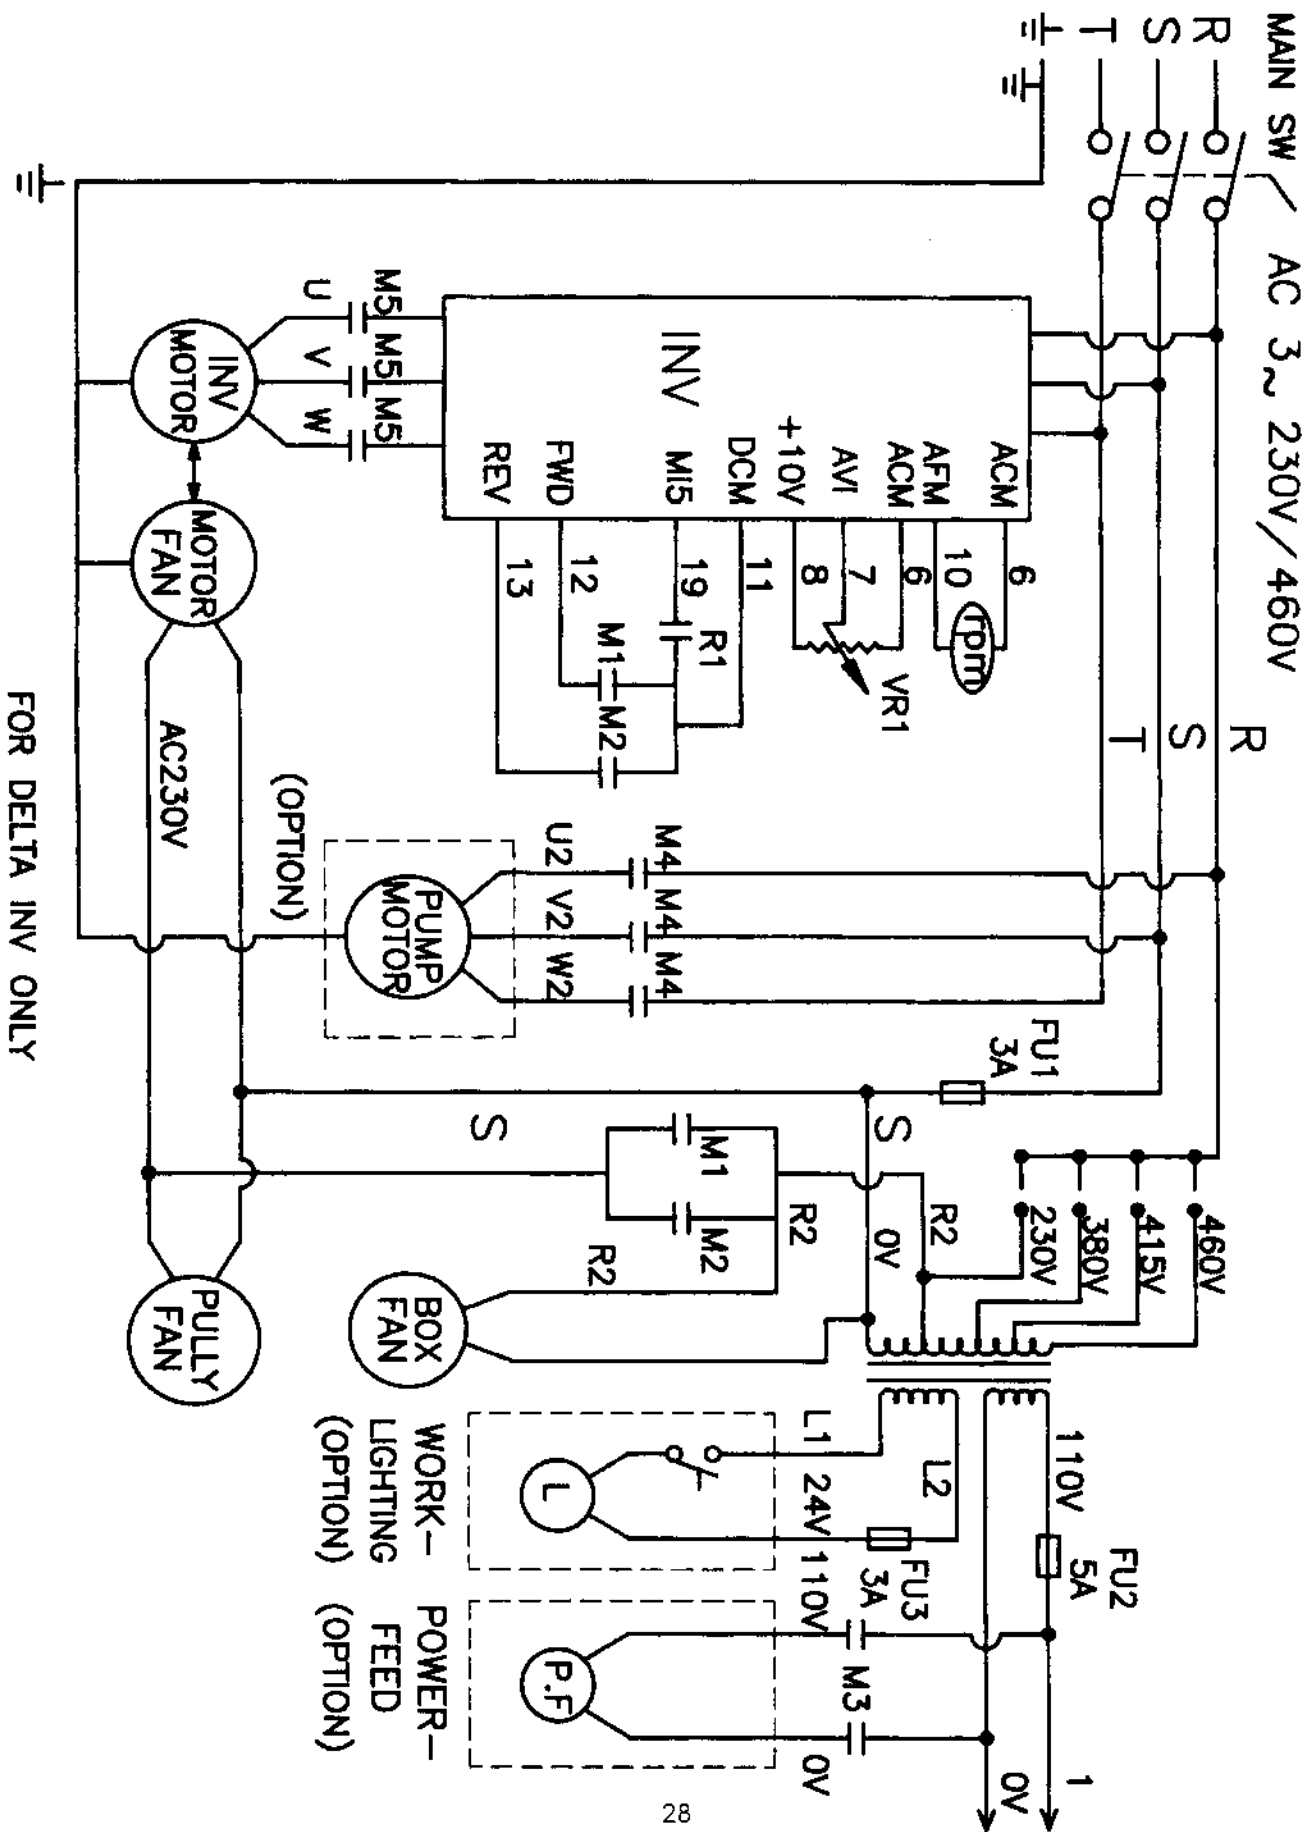 MAIN SW / AC 3~ 230V/460V
R
S
T
R
S
T
INV
ACM
AFM
ACM
AVI
+10V
DCM
MI5
FWD
REV
6
10
6
7
8
11
19
12
13
rpm
VR1
R1
M1
M2
M5
M5
M5
U
V
W
INV
MOTOR
MOTOR
FAN
AC230V
M4
M4
M4
U2
V2
W2
PUMP
MOTOR
(OPTION)
FU1
3A
S
S
460V
415V
380V
230V
R2
0V
M1
M2
R2
R2
BOX
FAN
PULLY
FAN
110V
FU2
5A
L2
L1
24V
FU3
3A
L
WORK-
LIGHTING
(OPTION)
110V
M3
0V
P.F
POWER-
FEED
(OPTION)
1
0V
FOR DELTA INV ONLY
28